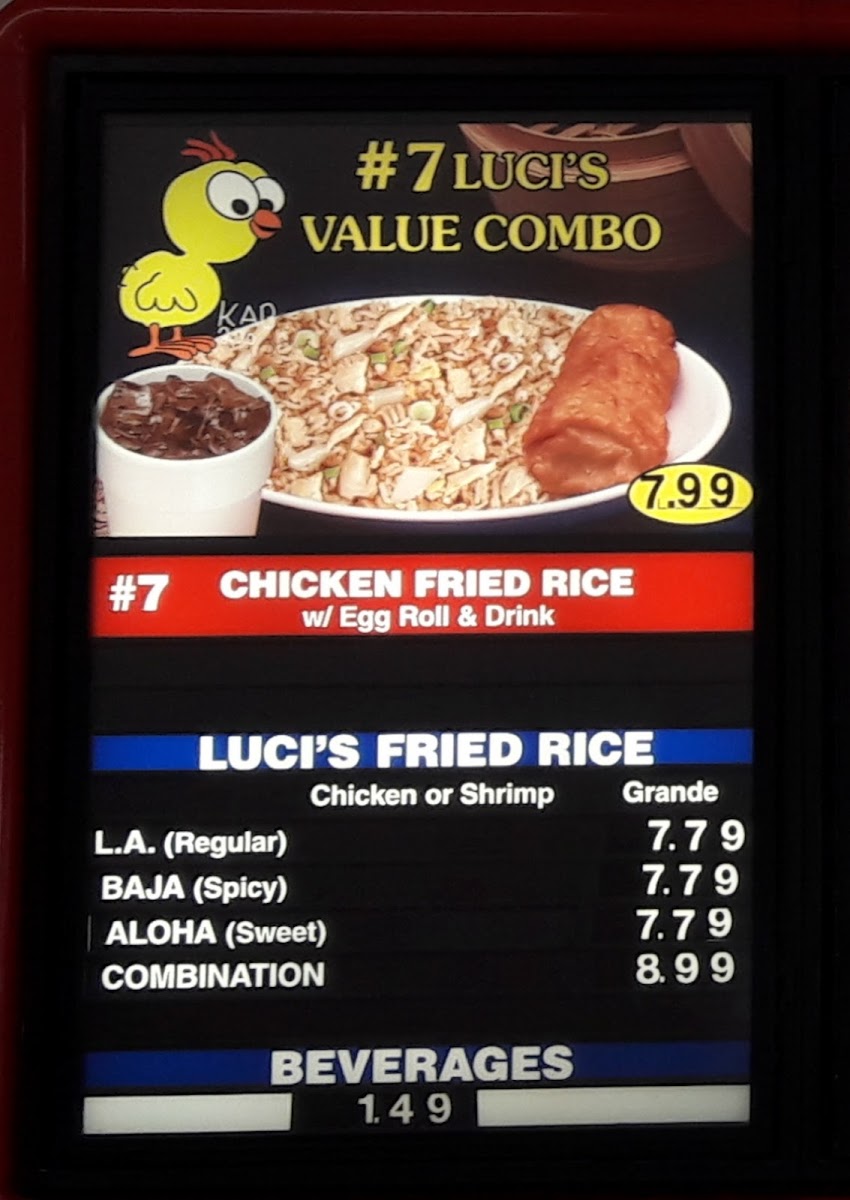 #7 LUCI'S
VALUE COMBO
KAD
7.99
#7 CHICKEN FRIED RICE
w/ Egg Roll & Drink
LUCI'S FRIED RICE
Chicken or Shrimp Grande
L.A. (Regular) 7.79
BAJA (Spicy) 7.79
ALOHA (Sweet) 7.79
COMBINATION 8.99
BEVERAGES
1.49